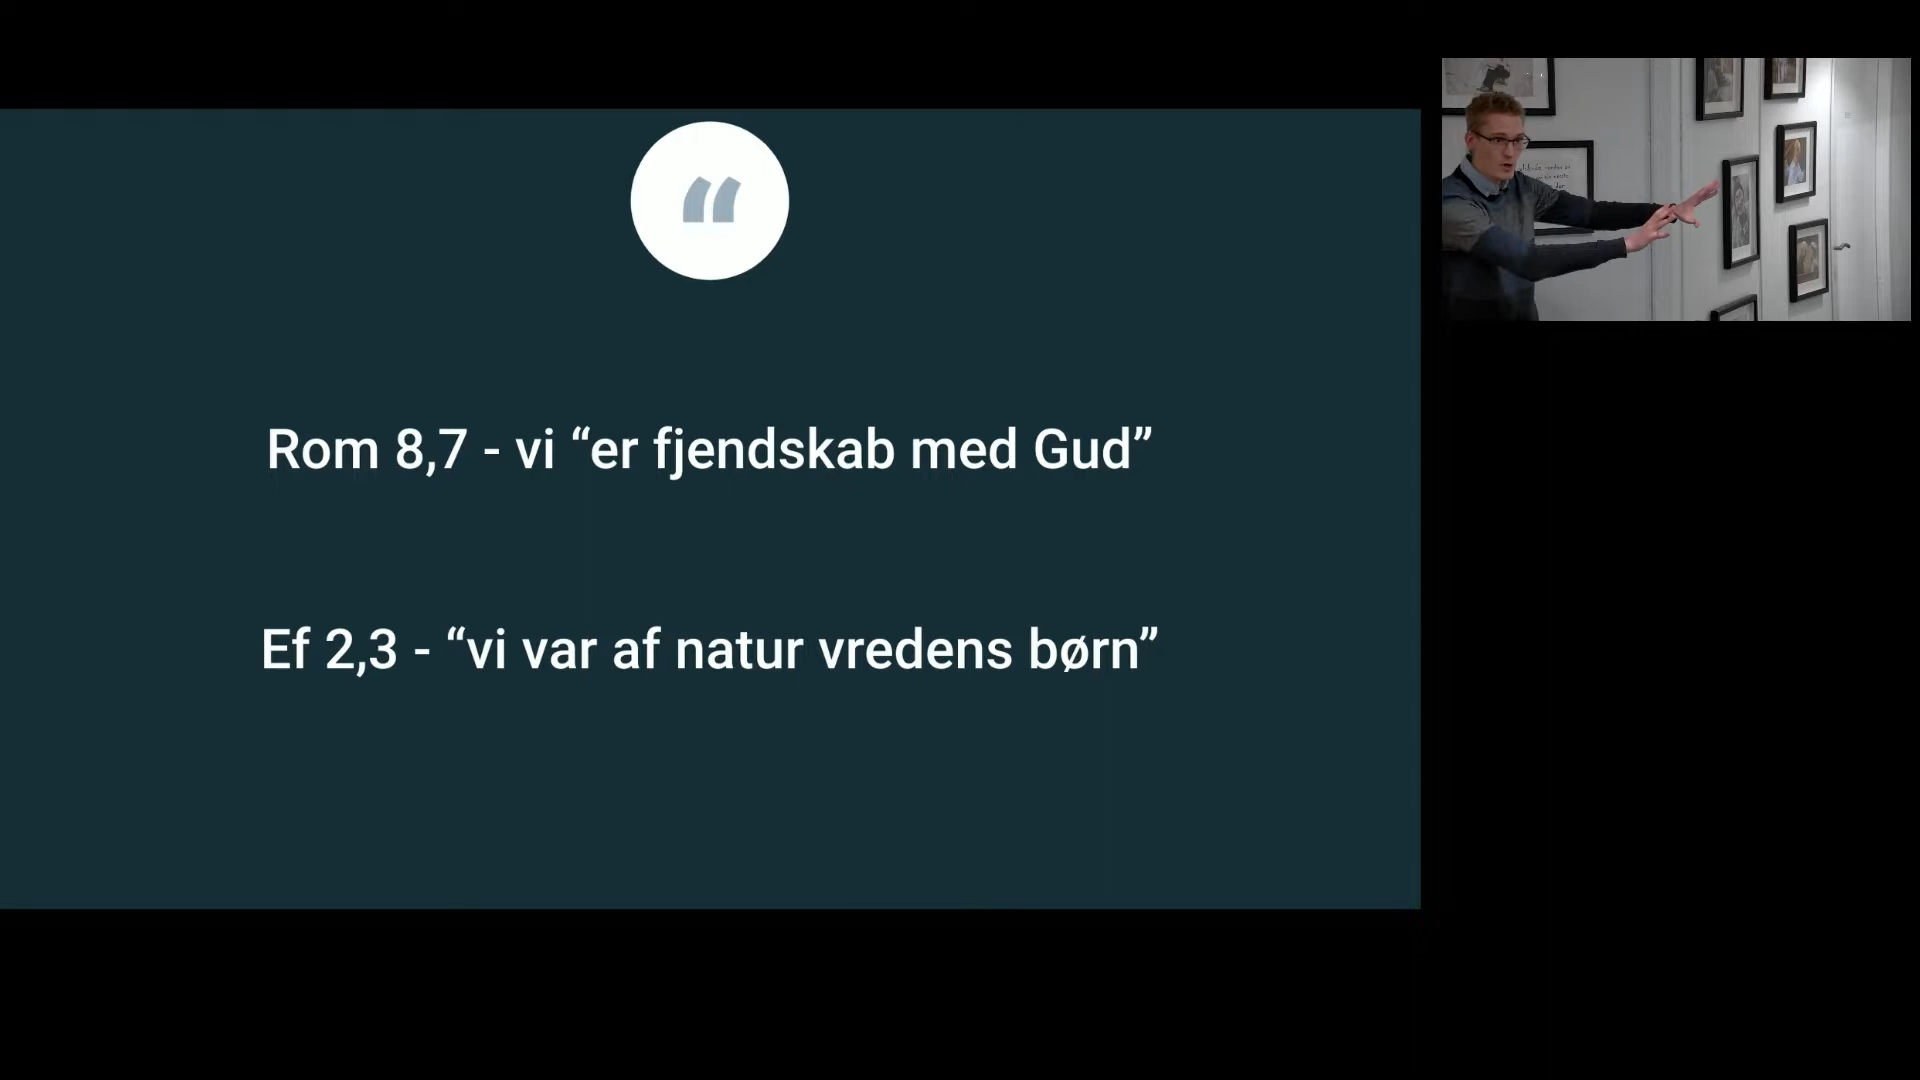 “
Rom 8,7 - vi “er fjendskab med Gud”
Ef 2,3 - “vi var af natur vredens børn”